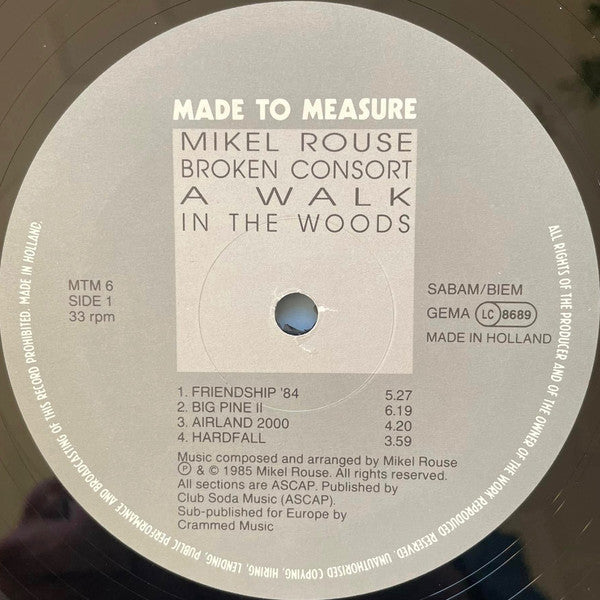 MADE TO MEASURE
MIKEL ROUSE
BROKEN CONSORT
A WALK
IN THE WOODS
MTM 6
SIDE 1
33 rpm
SABAM/BIEM
GEMA LC 8689
MADE IN HOLLAND
1. FRIENDSHIP '84 5.27
2. BIG PINE II 6.19
3. AIRLAND 2000 4.20
4. HARDFALL 3.59
Music composed and arranged by Mikel Rouse
Ⓟ & © 1985 Mikel Rouse. All rights reserved.
All sections are ASCAP. Published by
Club Soda Music (ASCAP).
Sub-published for Europe by
Crammed Music
ALL RIGHTS OF THE PRODUCER AND OF THE OWNER OF THE WORK REPRODUCED RESERVED. UNAUTHORISED COPYING, HIRING, LENDING, PUBLIC PERFORMANCE AND BROADCASTING OF THIS RECORD PROHIBITED. MADE IN HOLLAND.